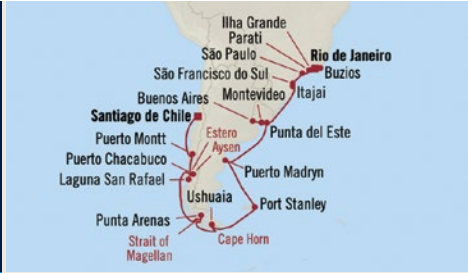 Ilha Grande
Parati
São Paulo
Rio de Janeiro
São Francisco do Sul
Buzios
Itajai
Buenos Aires
Montevideo
Santiago de Chile
Punta del Este
Estero
Aysen
Puerto Montt
Puerto Chacabuco
Laguna San Rafael
Puerto Madryn
Ushuaia
Port Stanley
Punta Arenas
Strait of
Magellan
Cape Horn